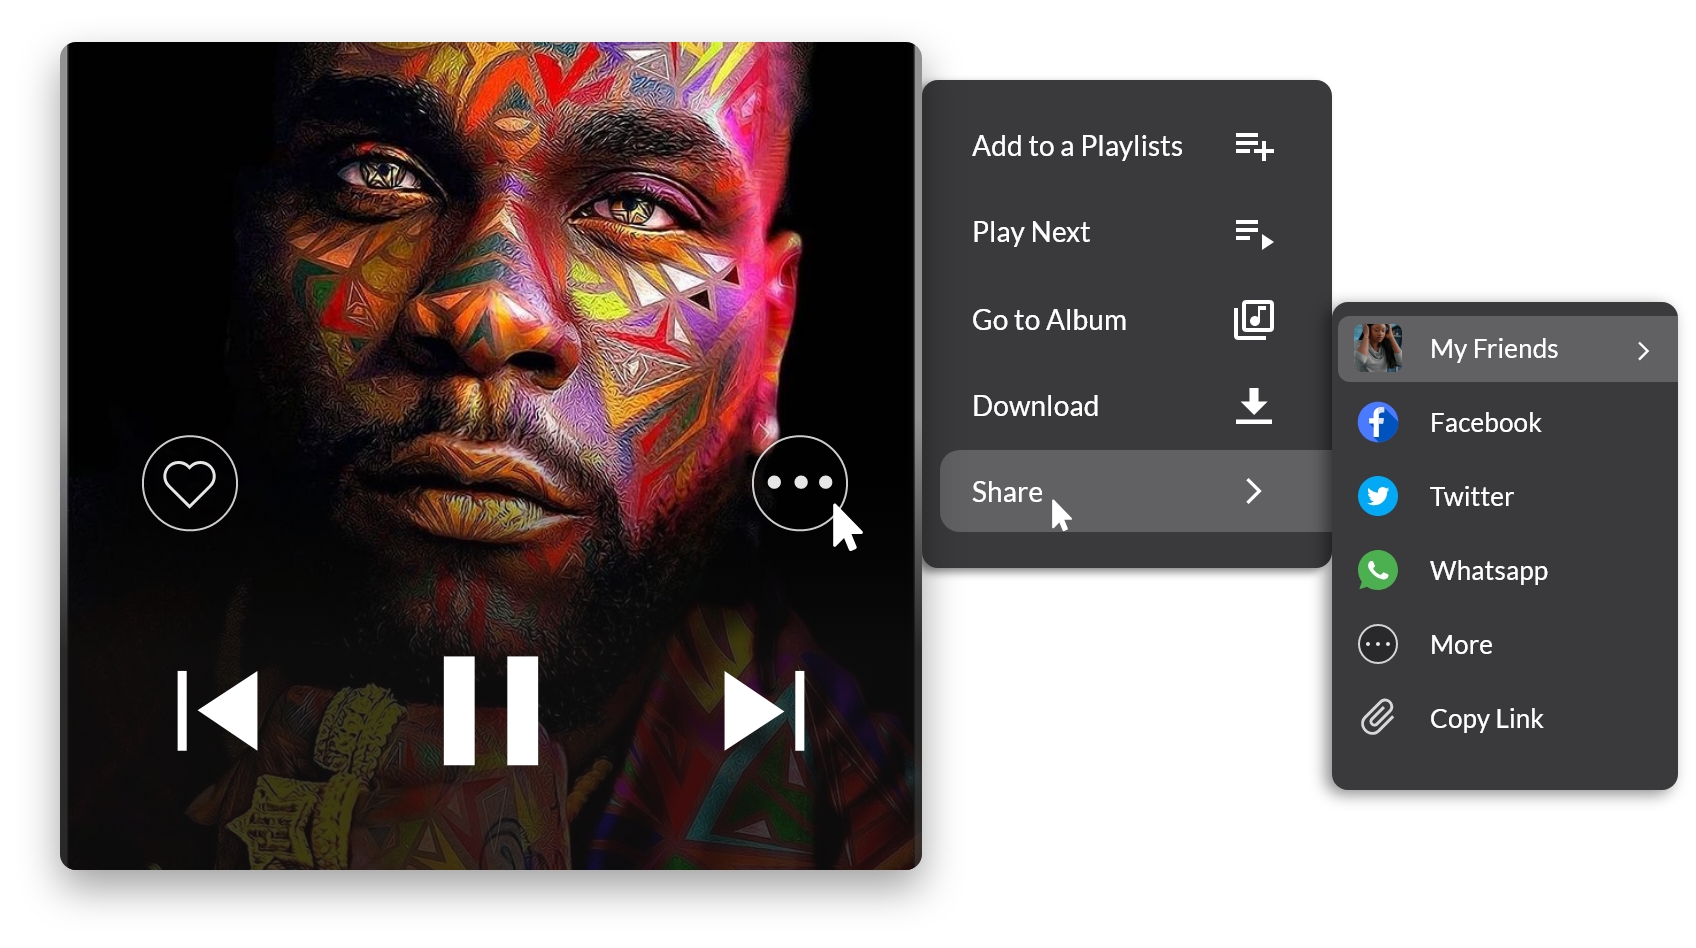 Add to a Playlists
Play Next
Go to Album
Download
Share
My Friends
Facebook
Twitter
Whatsapp
More
Copy Link